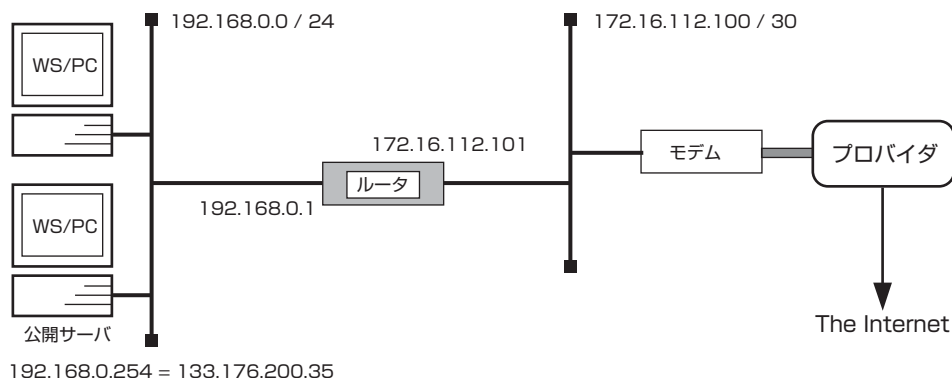 192.168.0.0 / 24
172.16.112.100 / 30
WS/PC
172.16.112.101
モデム
プロバイダ
ルータ
192.168.0.1
WS/PC
公開サーバ
The Internet
192.168.0.254 = 133.176.200.35